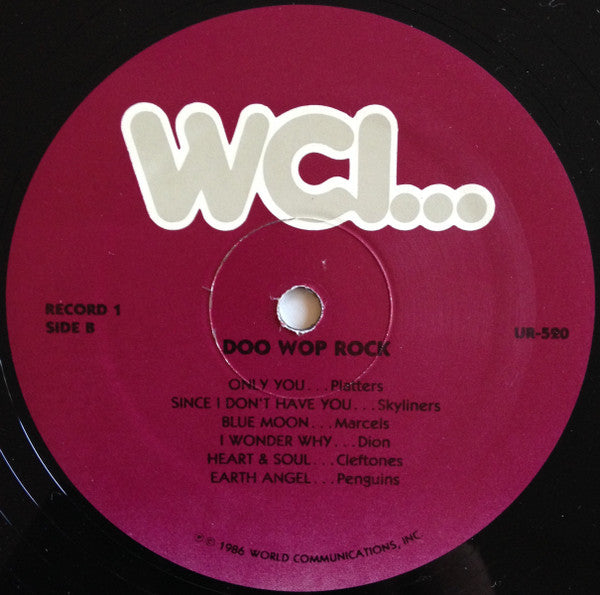 WCI...
RECORD 1
SIDE B
UR-520
DOO WOP ROCK
ONLY YOU...Platters
SINCE I DON'T HAVE YOU...Skyliners
BLUE MOON...Marcels
I WONDER WHY...Dion
HEART & SOUL...Cleftones
EARTH ANGEL...Penguins
℗ © 1986 WORLD COMMUNICATIONS, INC.